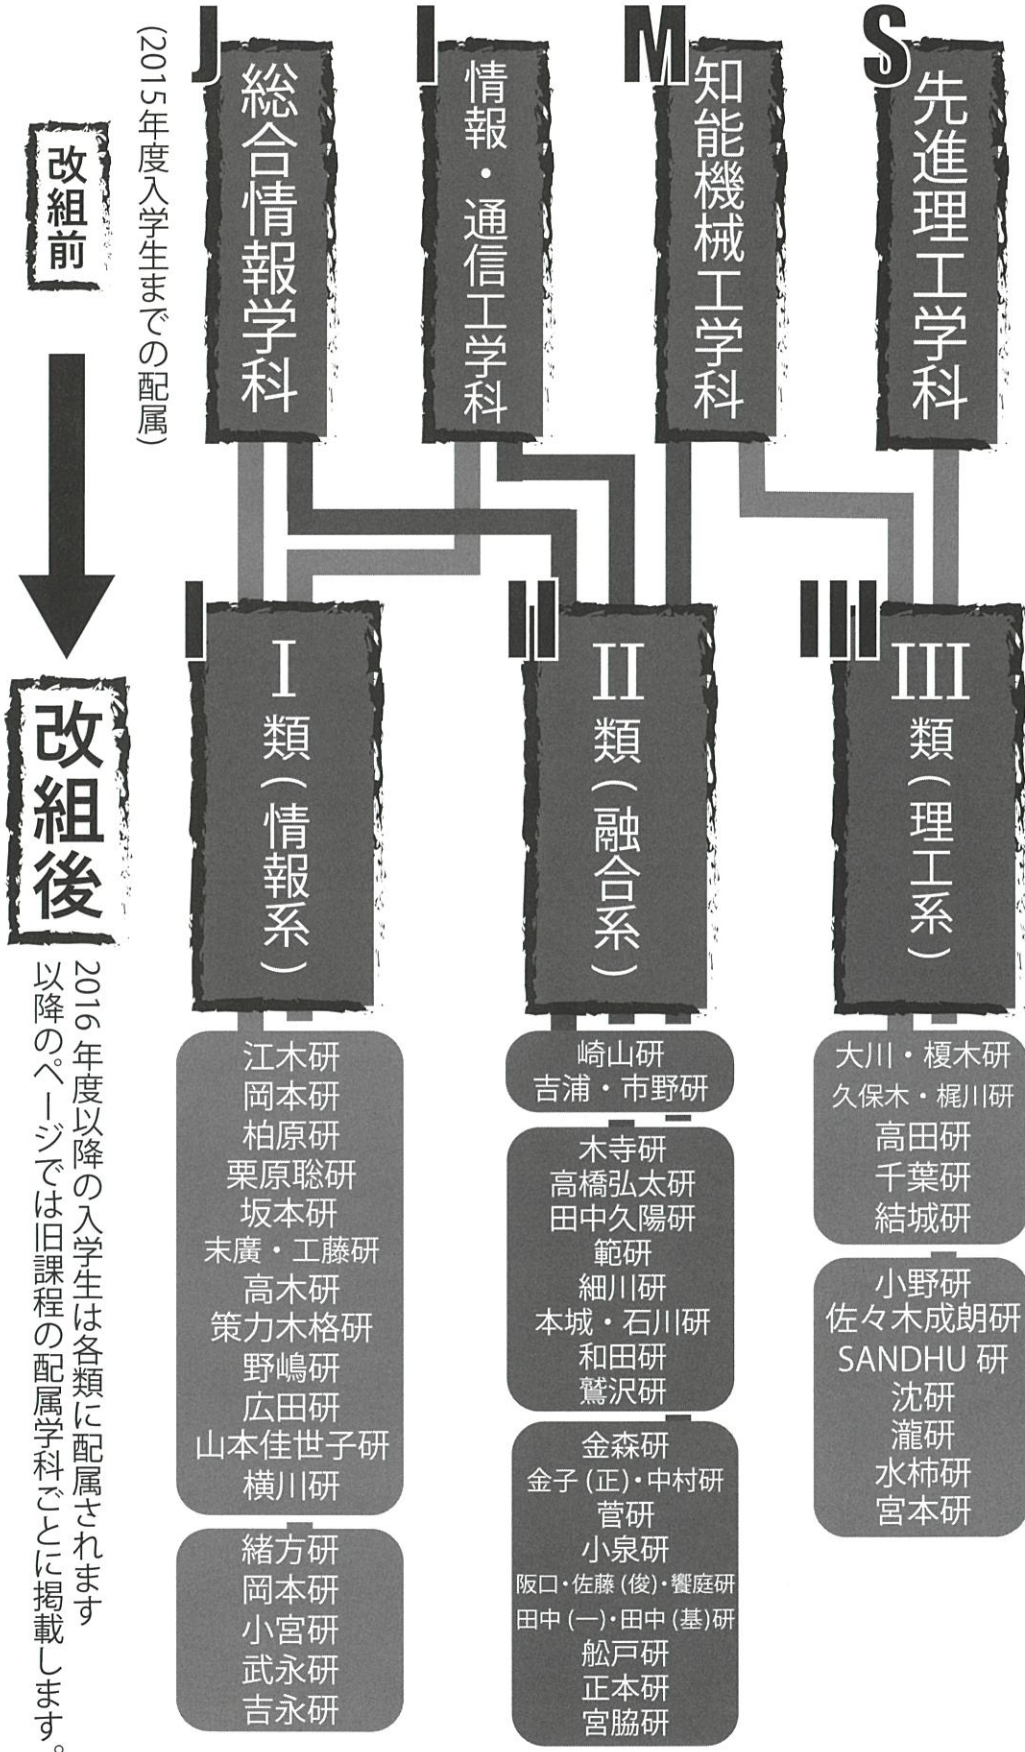 改組前
(2015年度入学生までの配属)
J
総合情報学科
I
情報・通信工学科
M
知能機械工学科
S
先進理工学科
改組後
2016年度以降の入学生は各類に配属されます
以降のページでは旧課程の配属学科ごとに掲載します。
I
I類(情報系)
江木研
岡本研
柏原研
栗原聡研
坂本研
末廣・工藤研
高木研
策力木格研
野嶋研
広田研
山本佳世子研
横川研
緒方研
岡本研
小宮研
武永研
吉永研
II
II類(融合系)
崎山研
吉浦・市野研
木寺研
高橋弘太研
田中久陽研
範研
細川研
本城・石川研
和田研
鷲沢研
金森研
金子(正)・中村研
菅研
小泉研
阪口・佐藤(俊)・饗庭研
田中(一)・田中(基)研
舩戸研
正本研
宮脇研
III
III類(理工系)
大川・榎木研
久保木・梶川研
高田研
千葉研
結城研
小野研
佐々木成朗研
SANDHU研
沈研
瀧研
水柿研
宮本研